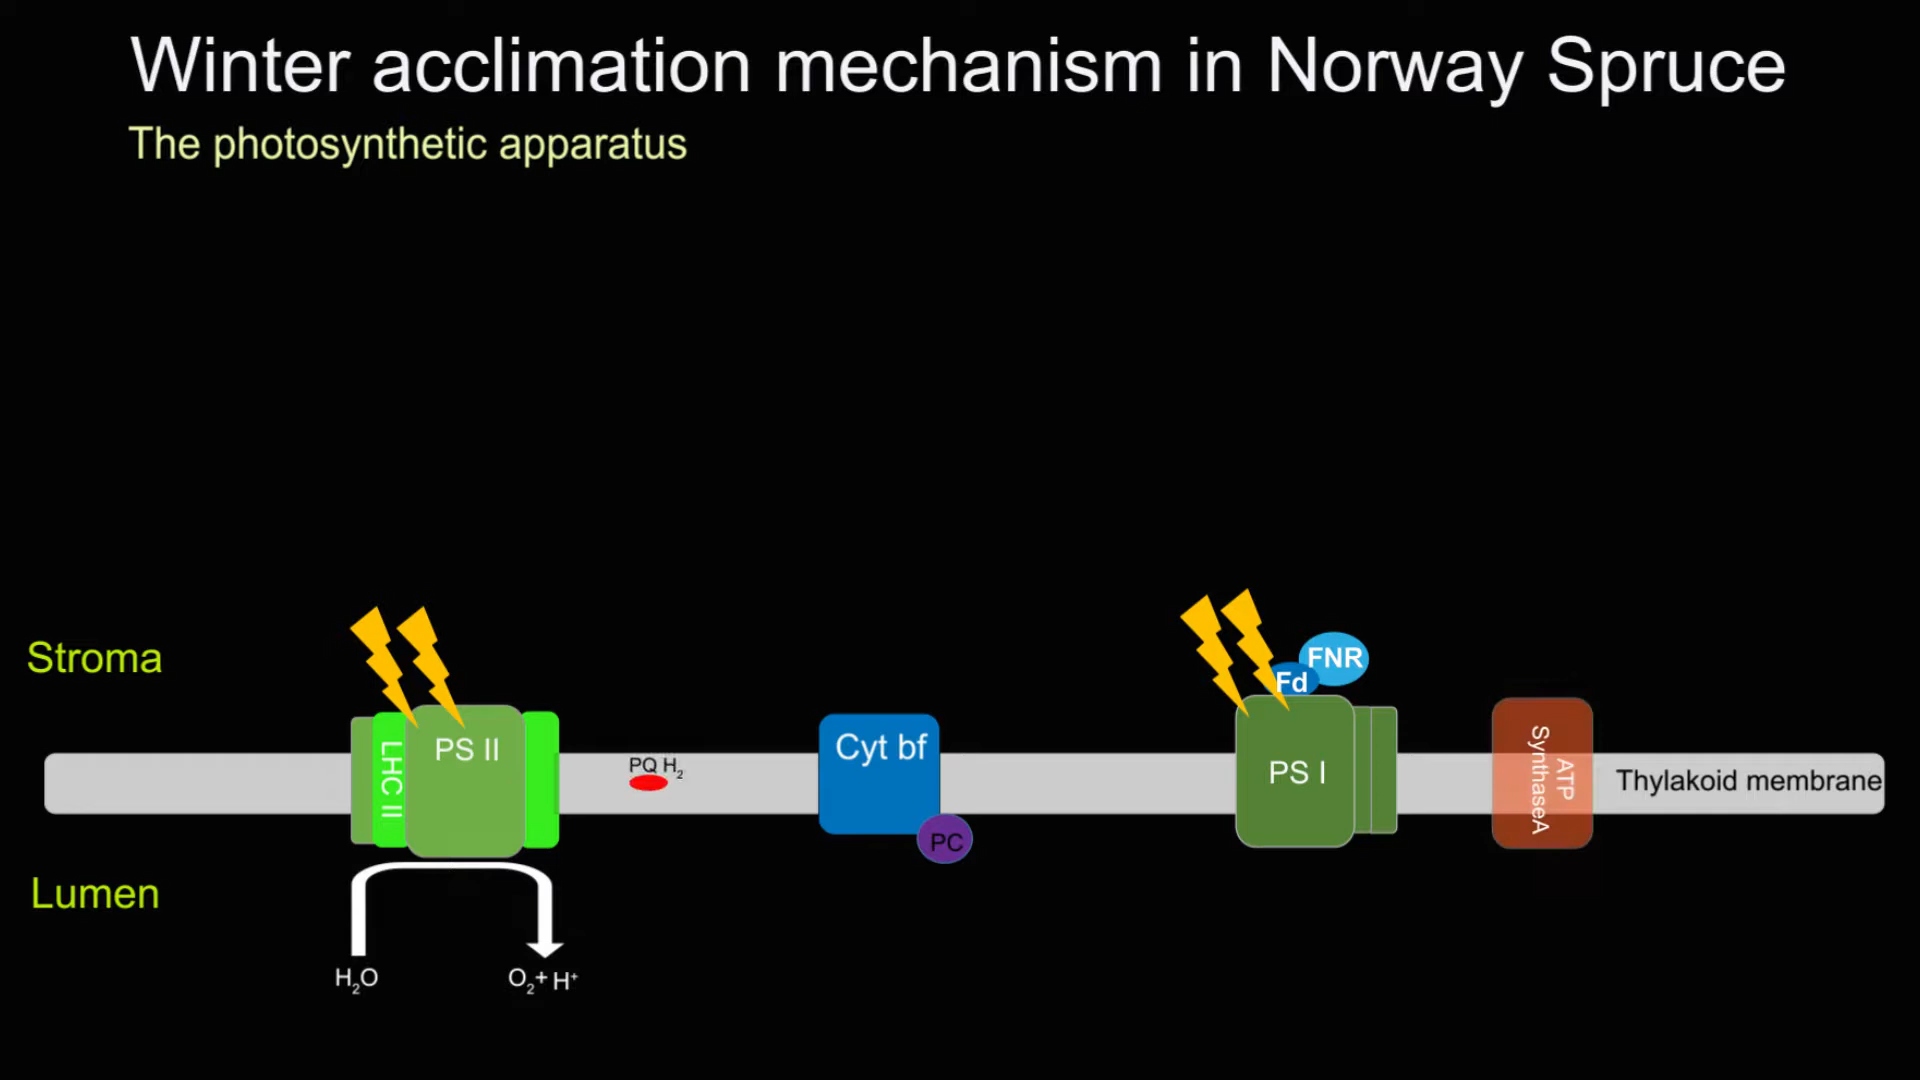 Winter acclimation mechanism in Norway Spruce
The photosynthetic apparatus
Stroma
FNR
Fd
LHC II
PS II
PQ H₂
Cyt bf
PC
PS I
ATP
SynthaseA
Thylakoid membrane
Lumen
H₂O
O₂+ H⁺